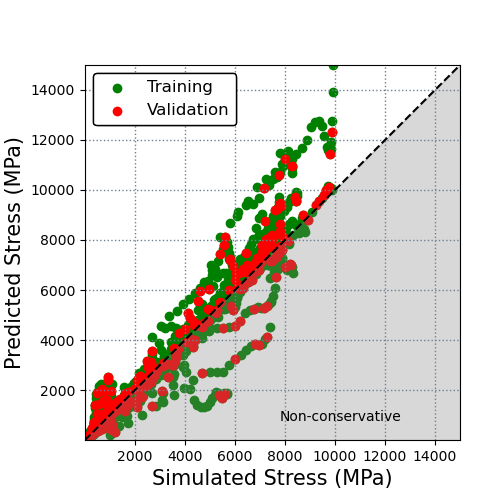 14000
12000
10000
8000
6000
4000
2000
Predicted Stress (MPa)
Training
Validation
Non-conservative
2000 4000 6000 8000 10000 12000 14000
Simulated Stress (MPa)